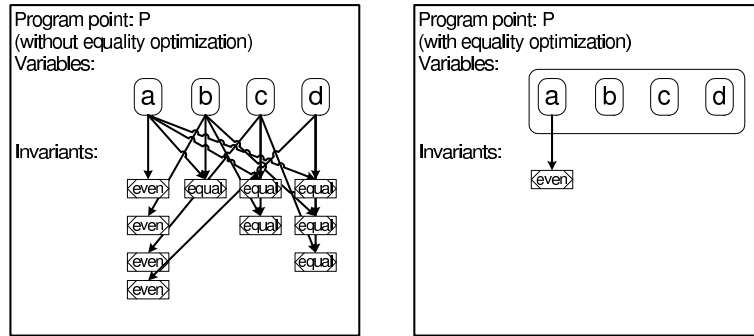 Program point: P
(without equality optimization)
Variables:
a b c d
Invariants:
even equal equal equal
even equal equal
even equal
even
Program point: P
(with equality optimization)
Variables:
a b c d
Invariants:
even